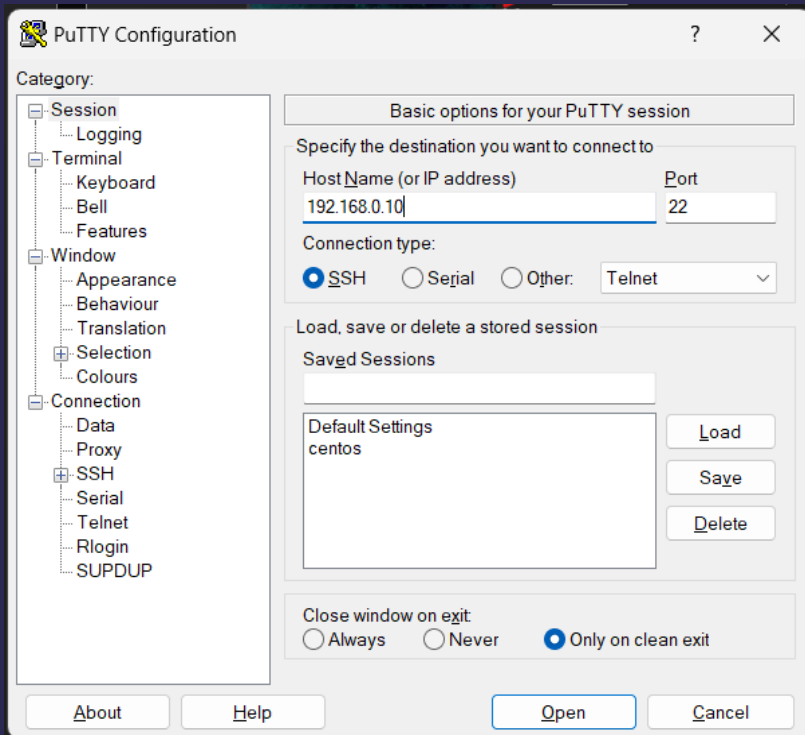 PuTTY Configuration
?
Category:
Session
Logging
Terminal
Keyboard
Bell
Features
Window
Appearance
Behaviour
Translation
Selection
Colours
Connection
Data
Proxy
SSH
Serial
Telnet
Rlogin
SUPDUP
Basic options for your PuTTY session
Specify the destination you want to connect to
Host Name (or IP address) Port
192.168.0.10 22
Connection type:
SSH Serial Other: Telnet
Load, save or delete a stored session
Saved Sessions
Default Settings
centos
Load
Save
Delete
Close window on exit:
Always Never Only on clean exit
About Help Open Cancel